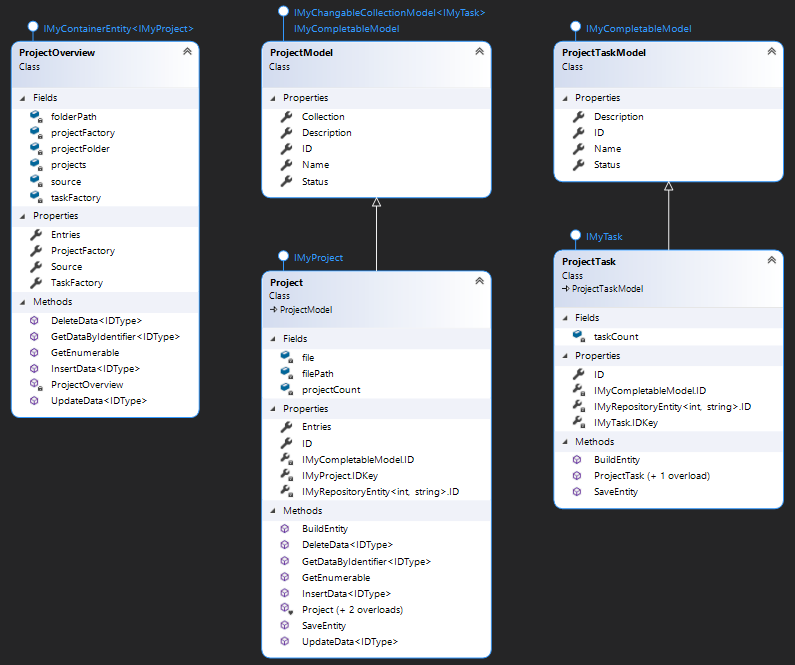 IMyContainerEntity<IMyProject>
ProjectOverview
Class
Fields
folderPath
projectFactory
projectFolder
projects
source
taskFactory
Properties
Entries
ProjectFactory
Source
TaskFactory
Methods
DeleteData<IDType>
GetDataByIdentifier<IDType>
GetEnumerable
InsertData<IDType>
ProjectOverview
UpdateData<IDType>
IMyChangableCollectionModel<IMyTask>
IMyCompletableModel
ProjectModel
Class
Properties
Collection
Description
ID
Name
Status
IMyProject
Project
Class
ProjectModel
Fields
file
filePath
projectCount
Properties
Entries
ID
IMyCompletableModel.ID
IMyProject.IDKey
IMyRepositoryEntity<int, string>.ID
Methods
BuildEntity
DeleteData<IDType>
GetDataByIdentifier<IDType>
GetEnumerable
InsertData<IDType>
Project (+ 2 overloads)
SaveEntity
UpdateData<IDType>
IMyCompletableModel
ProjectTaskModel
Class
Properties
Description
ID
Name
Status
IMyTask
ProjectTask
Class
ProjectTaskModel
Fields
taskCount
Properties
ID
IMyCompletableModel.ID
IMyRepositoryEntity<int, string>.ID
IMyTask.IDKey
Methods
BuildEntity
ProjectTask (+ 1 overload)
SaveEntity